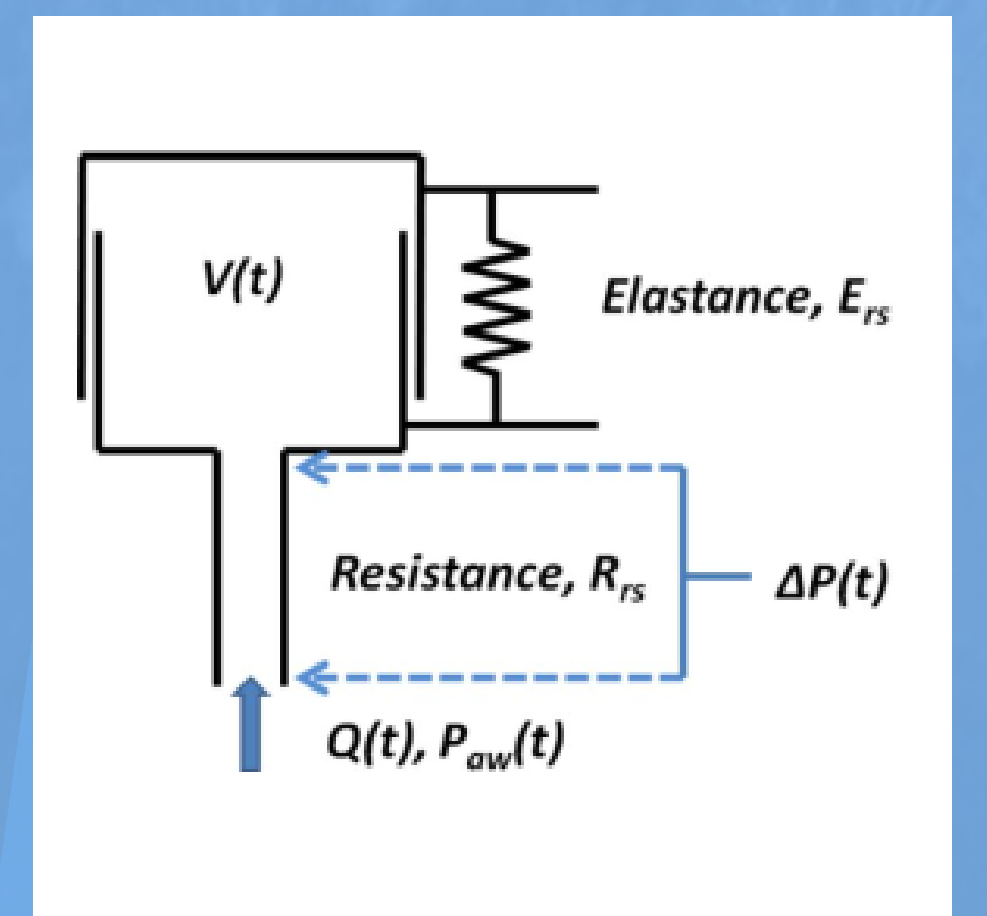 V(t)
Elastance, Ers
Resistance, Rrs
ΔP(t)
Q(t), Paw(t)